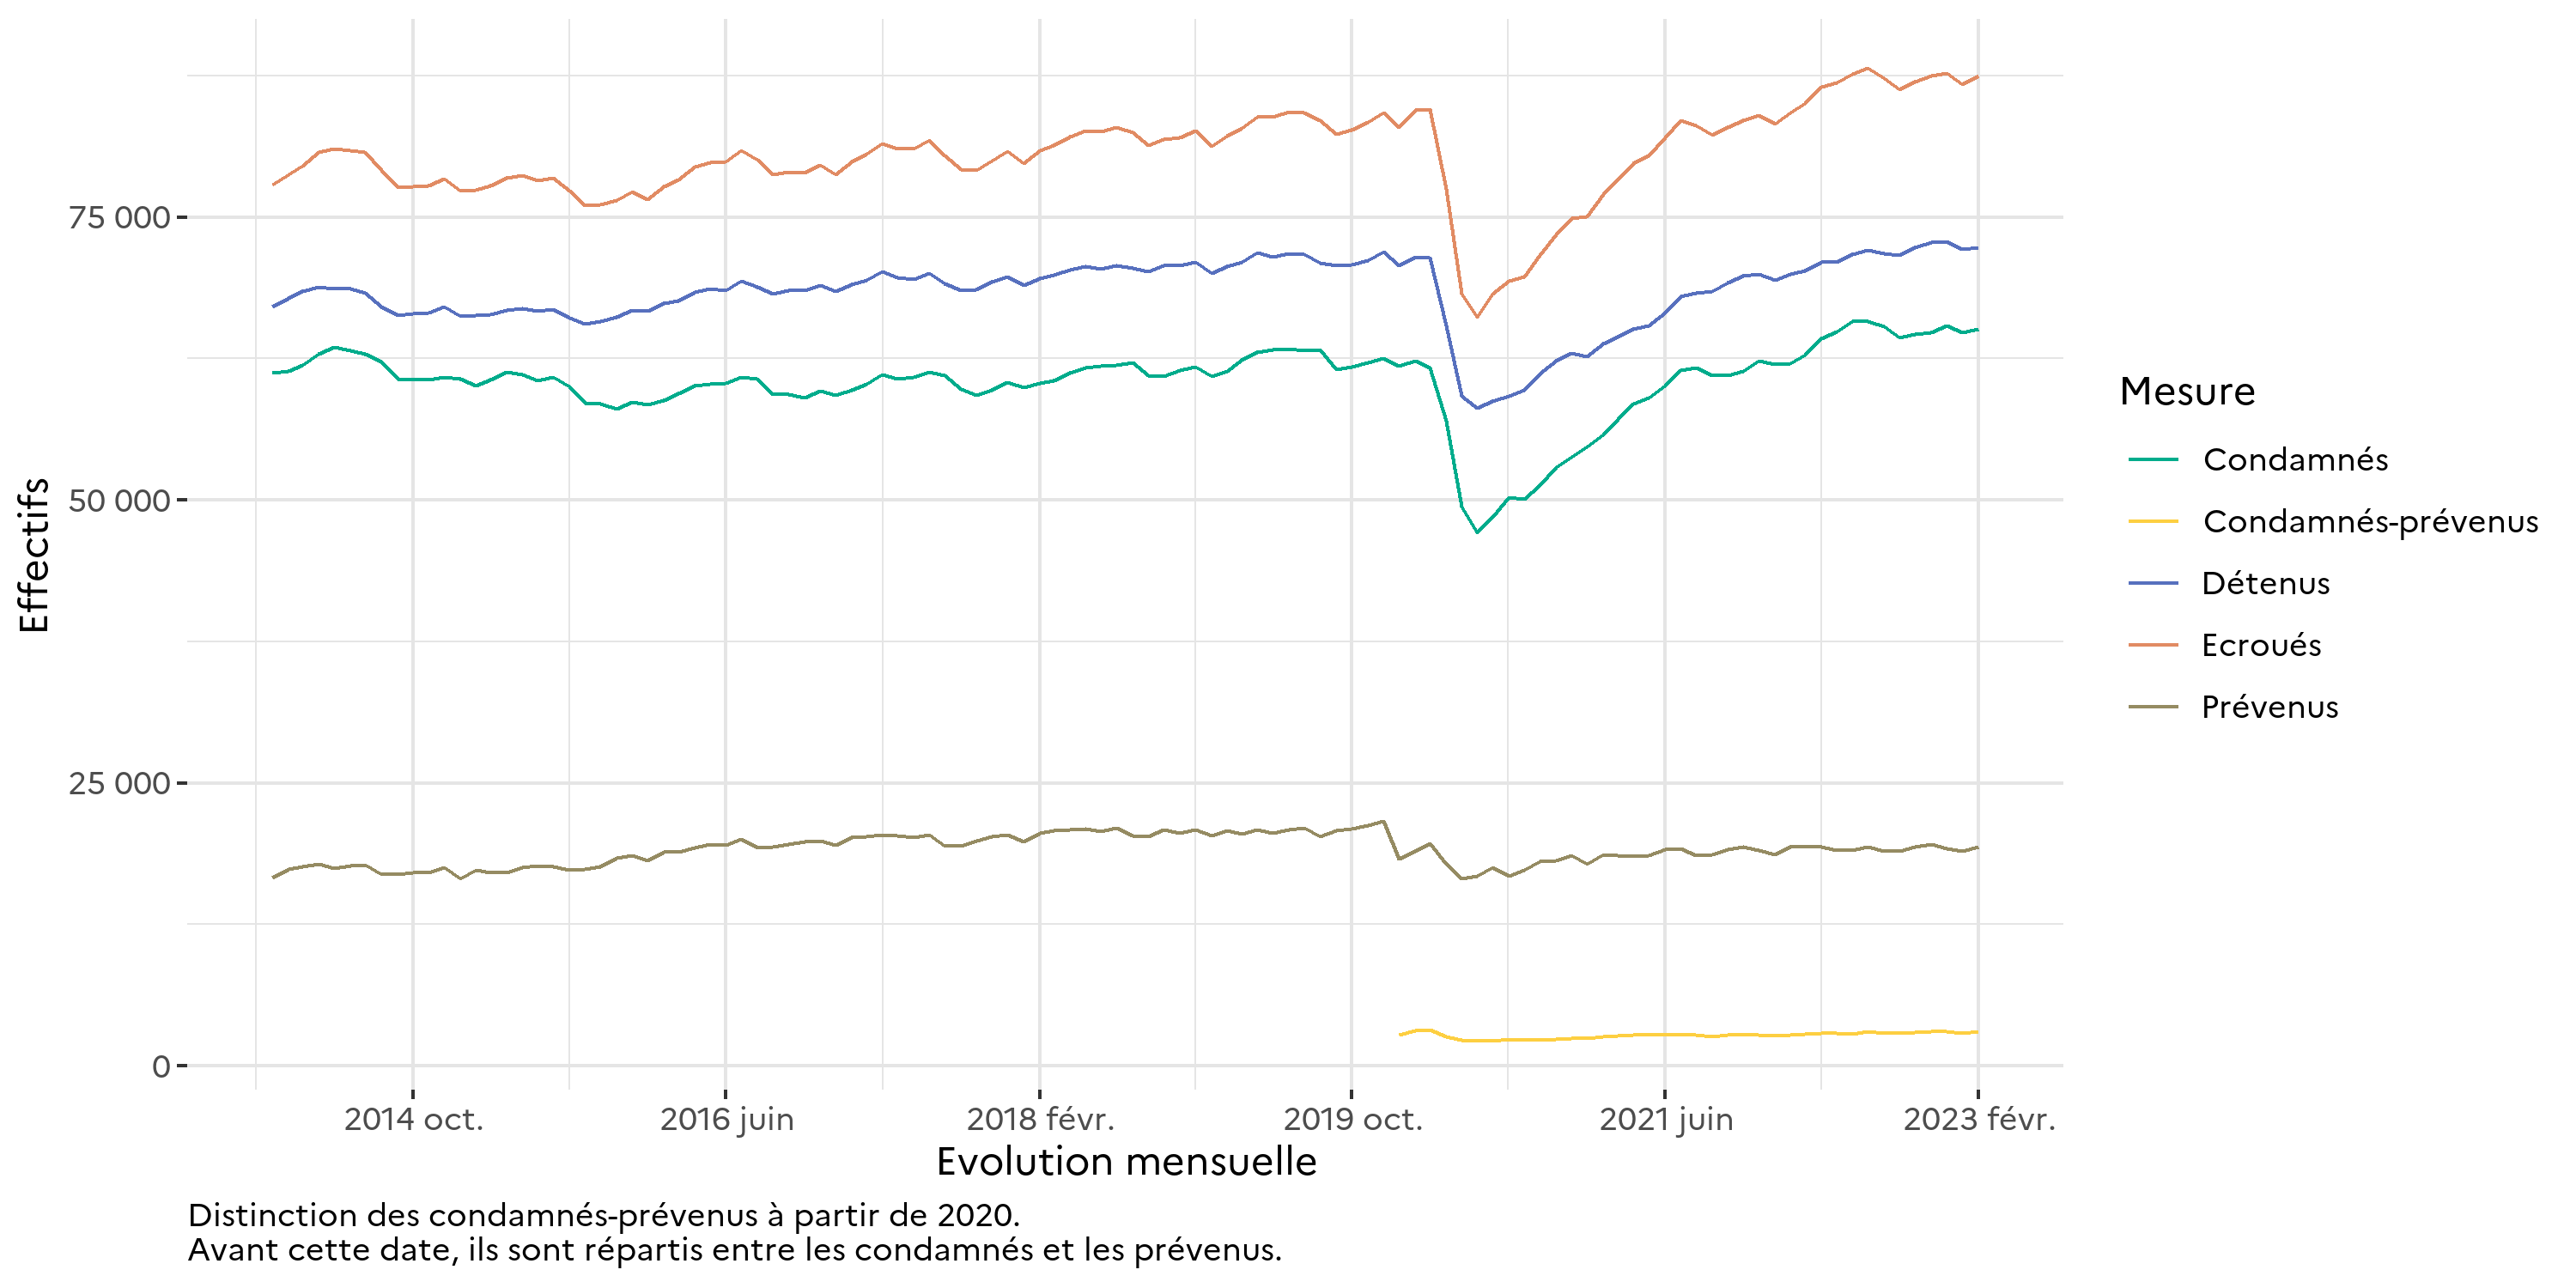 75 000
50 000
25 000
0
Effectifs
2014 oct.
2016 juin
2018 févr.
2019 oct.
2021 juin
2023 févr.
Evolution mensuelle
Mesure
Condamnés
Condamnés-prévenus
Détenus
Ecroués
Prévenus
Distinction des condamnés-prévenus à partir de 2020.
Avant cette date, ils sont répartis entre les condamnés et les prévenus.